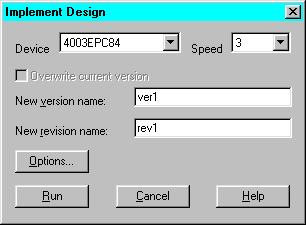 Implement Design
Device 4003EPC84 Speed 3
Overwrite current version
New version name: ver1
New revision name: rev1
Options...
Run Cancel Help